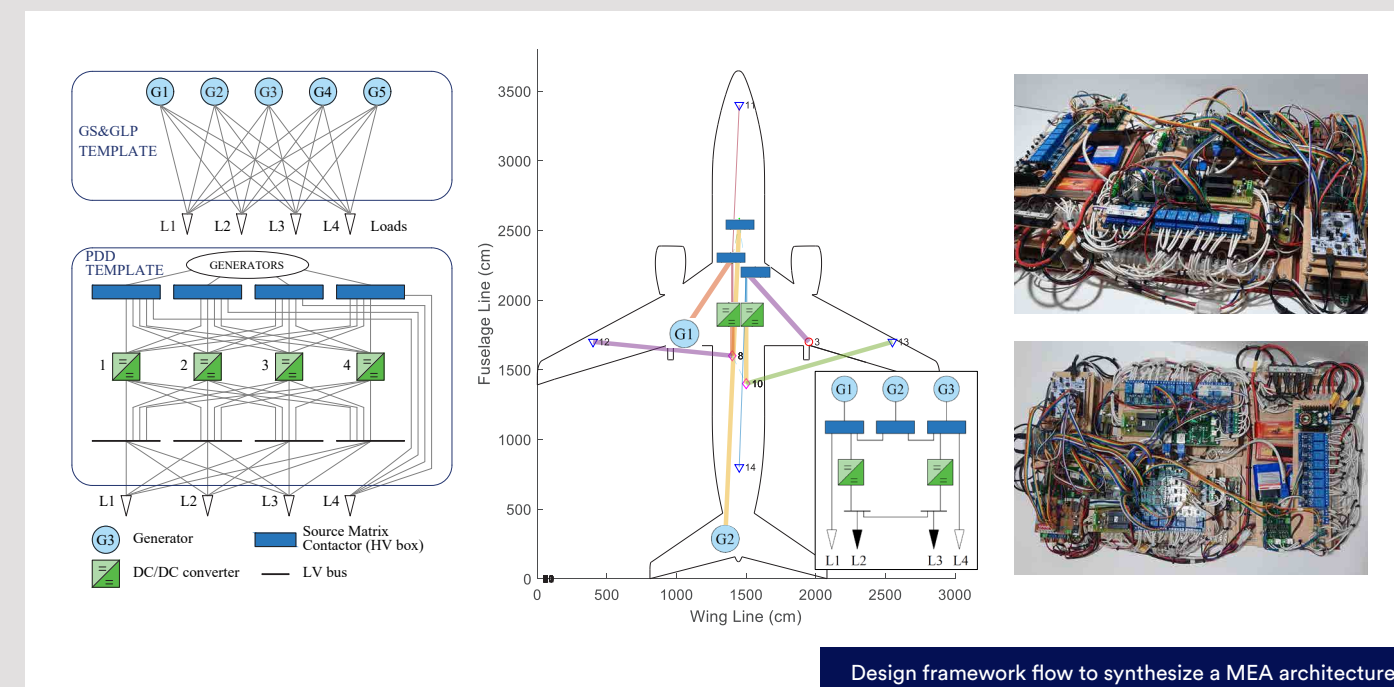 G1 G2 G3 G4 G5
GS&GLP
TEMPLATE
L1 L2 L3 L4 Loads
PDD
TEMPLATE
GENERATORS
1 2 3 4
L1 L2 L3 L4
G3 Generator
Source Matrix
Contactor (HV box)
DC/DC converter
LV bus
Fuselage Line (cm)
3500
3000
2500
2000
1500
1000
500
0
11
G1
12
8
3
13
10
14
G2
G1 G2 G3
L1 L2 L3 L4
0 500 1000 1500 2000 2500 3000
Wing Line (cm)
Design framework flow to synthesize a MEA architecture